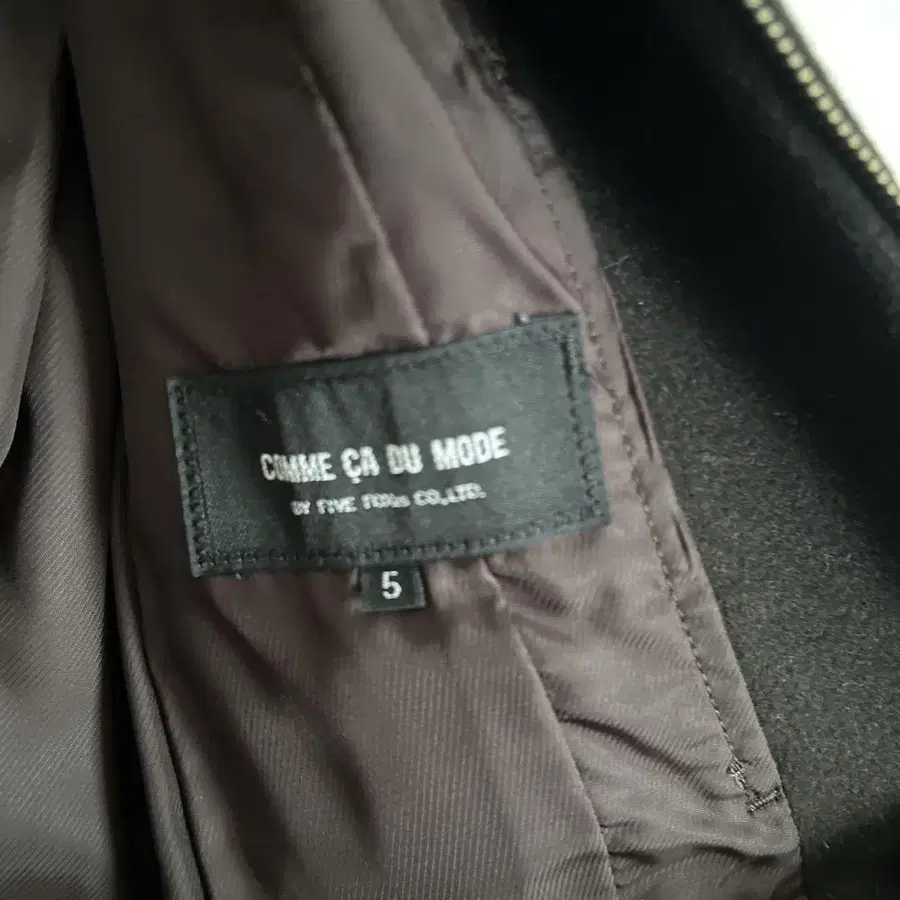 COMME ÇA DU MODE
BY FIVE FOXes CO.,LTD.
5